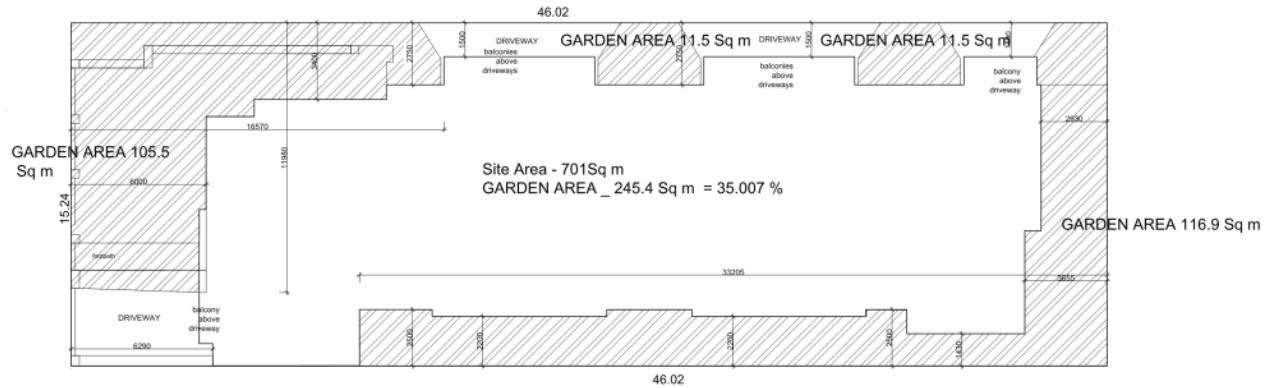 46.02
DRIVEWAY
balconies
above
driveways
GARDEN AREA 11.5 Sq m
DRIVEWAY
balconies
above
driveways
GARDEN AREA 11.5 Sq m
balcony
above
driveway
1500
2750
2750
1500
2830
16570
11980
GARDEN AREA 105.5
Sq m
6000
15.24
Site Area - 701Sq m
GARDEN AREA _ 245.4 Sq m = 35.007 %
GARDEN AREA 116.9 Sq m
footpath
33205
3655
DRIVEWAY
balcony
above
driveway
6290
2500
2200
2200
2500
1430
46.02